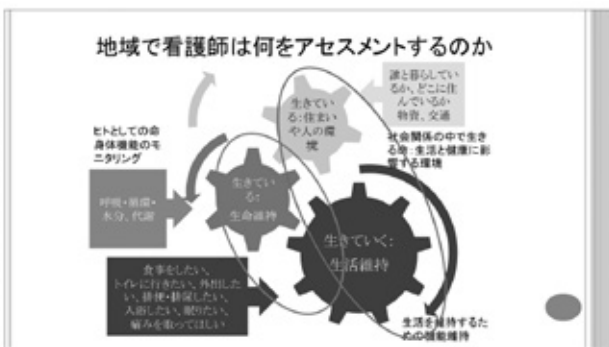 地域で看護師は何をアセスメントするのか
誰と暮らしてい
るか、どこに住
んでいるか
物資、交通
生きてい
る:住まい
や人の環
境
ヒトとしての命
身体機能のモ
ニタリング
社会関係の中で生き
る命:生活と健康に影
響する環境
呼吸・循環・
水分、代謝
生きてい
る:
生命維持
生きていく:
生活維持
食事をしたい、
トイレに行きたい、外出した
い、排便・排尿したい、
入浴したい、眠りたい、
痛みを取ってほしい
生活を維持するた
めの機能維持